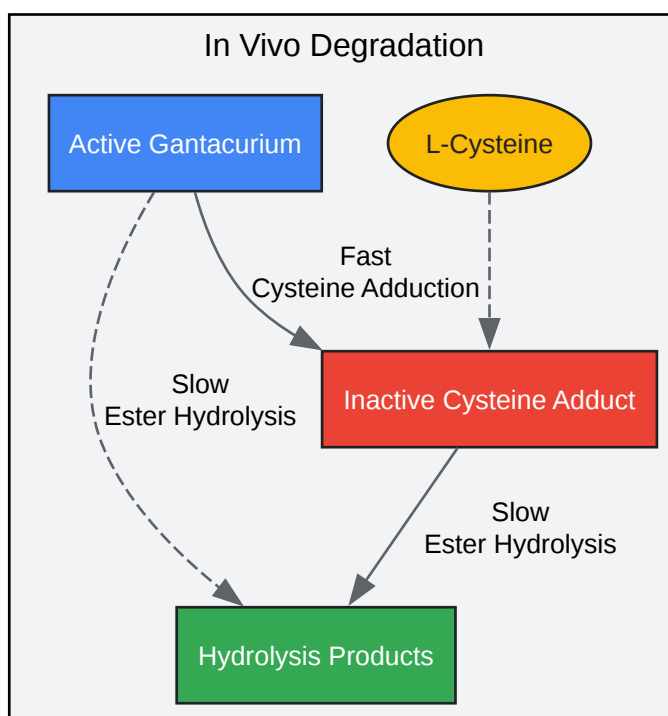 In Vivo Degradation
Active Gantacurium
L-Cysteine
Fast
Cysteine Adduction
Slow
Ester Hydrolysis
Inactive Cysteine Adduct
Slow
Ester Hydrolysis
Hydrolysis Products